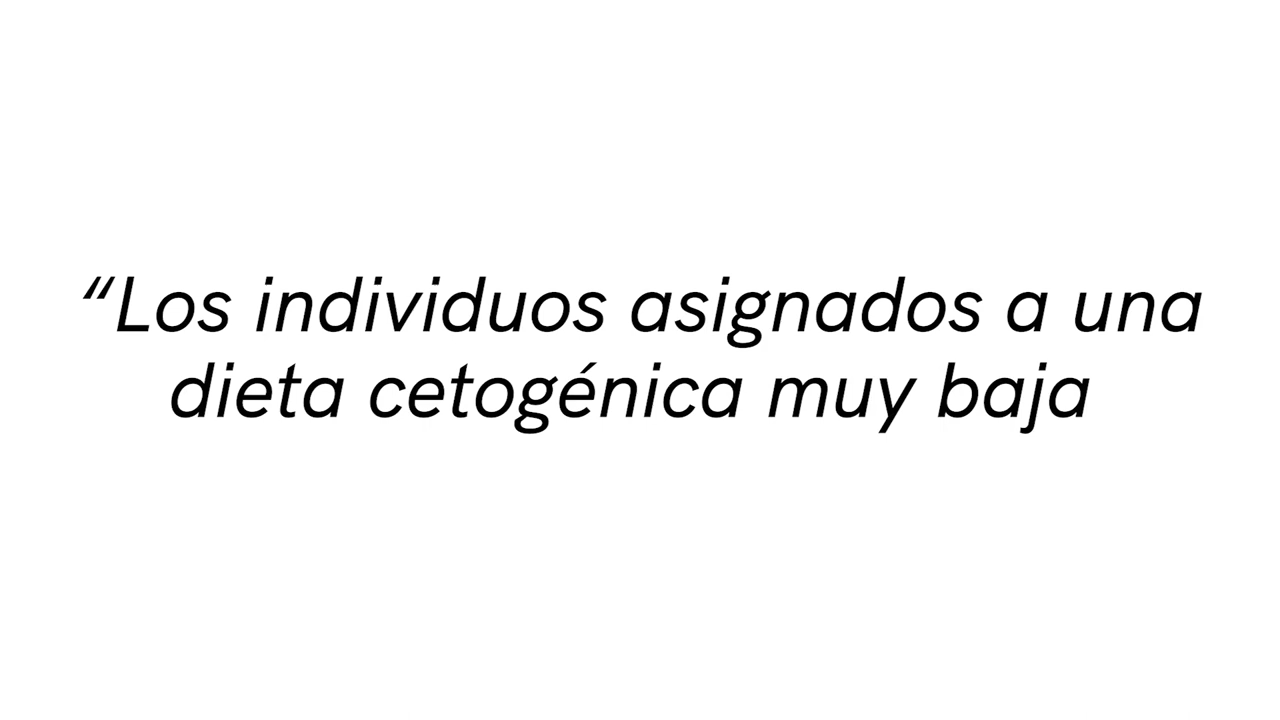 “Los individuos asignados a una
dieta cetogénica muy baja